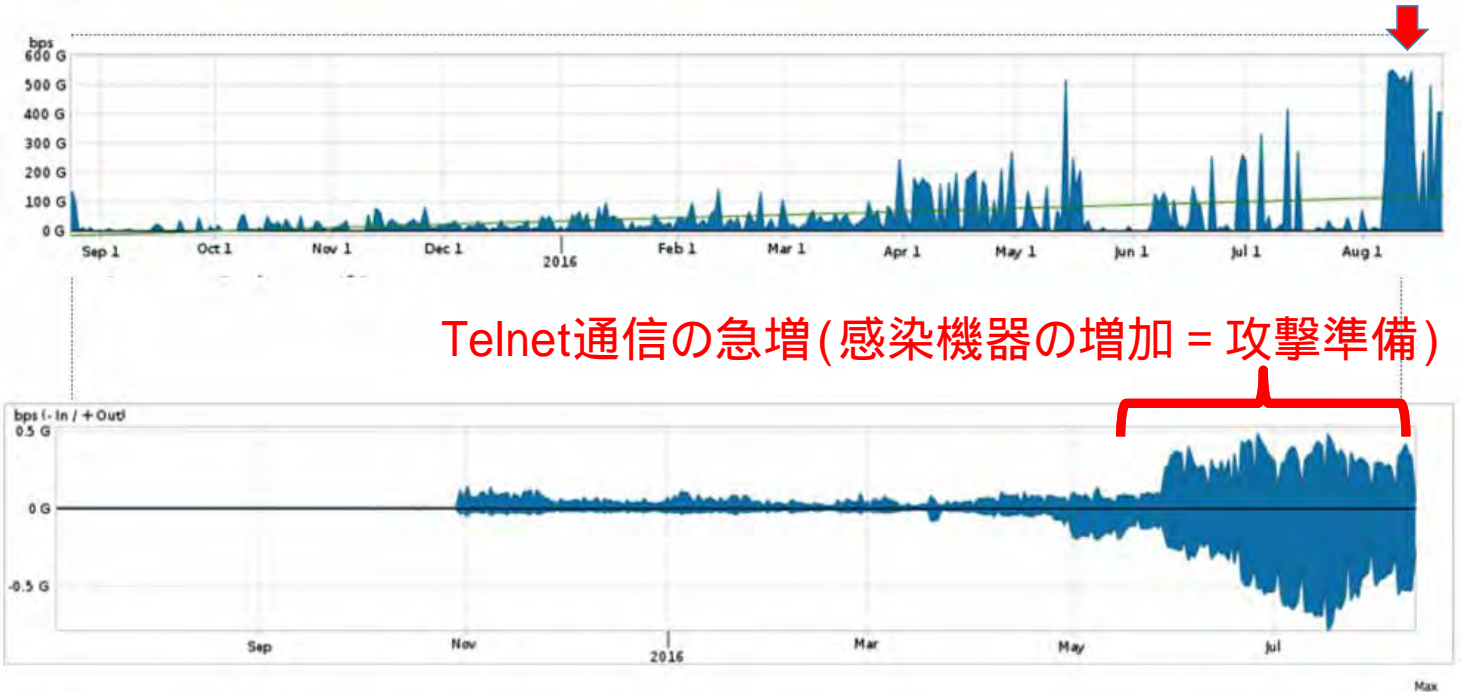 bps
600 G
500 G
400 G
300 G
200 G
100 G
0 G
Sep 1 Oct 1 Nov 1 Dec 1 2016 Feb 1 Mar 1 Apr 1 May 1 Jun 1 Jul 1 Aug 1
Telnet通信の急増(感染機器の増加=攻撃準備)
bps (- In / + Out)
0.5 G
0 G
-0.5 G
Sep Nov 2016 Mar May Jul
Max